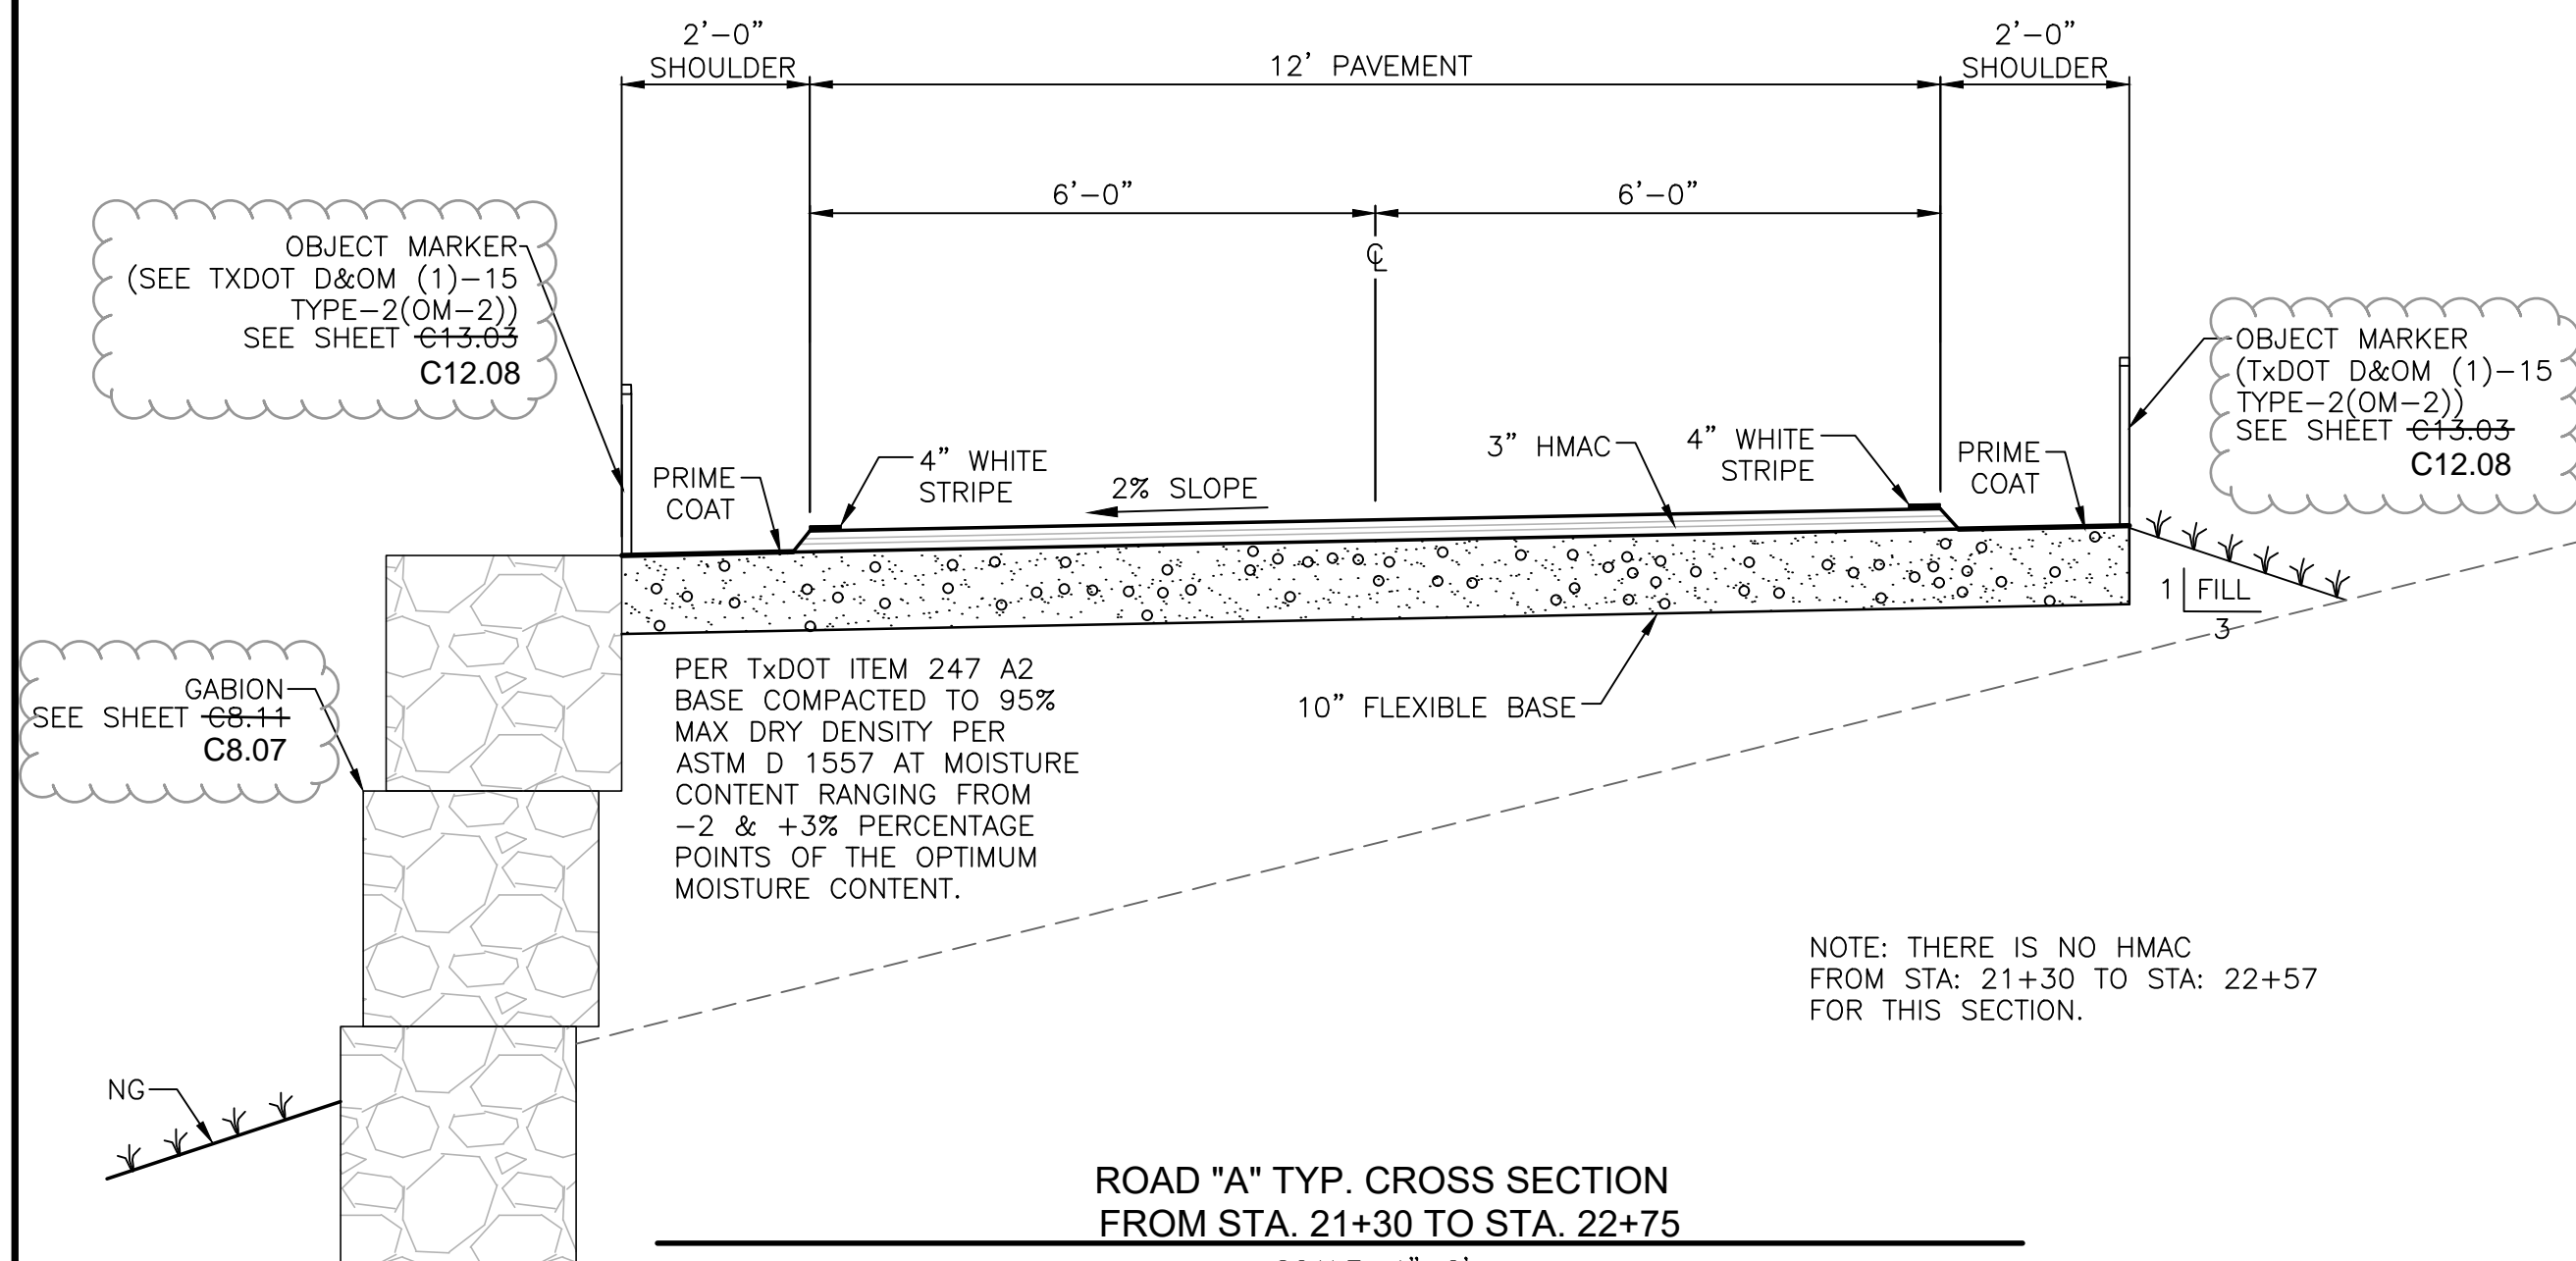 2'-0"
SHOULDER
12' PAVEMENT
2'-0"
SHOULDER
6'-0"
6'-0"
℄
OBJECT MARKER
(SEE TXDOT D&OM (1)-15
TYPE-2(OM-2))
SEE SHEET C13.03
C12.08
OBJECT MARKER
(TxDOT D&OM (1)-15
TYPE-2(OM-2))
SEE SHEET C13.03
C12.08
PRIME
COAT
4" WHITE
STRIPE
2% SLOPE
3" HMAC
4" WHITE
STRIPE
PRIME
COAT
1
FILL
3
GABION
SEE SHEET C8.11
C8.07
PER TxDOT ITEM 247 A2
BASE COMPACTED TO 95%
MAX DRY DENSITY PER
ASTM D 1557 AT MOISTURE
CONTENT RANGING FROM
-2 & +3% PERCENTAGE
POINTS OF THE OPTIMUM
MOISTURE CONTENT.
10" FLEXIBLE BASE
NOTE: THERE IS NO HMAC
FROM STA: 21+30 TO STA: 22+57
FOR THIS SECTION.
NG
ROAD "A" TYP. CROSS SECTION
FROM STA. 21+30 TO STA. 22+75